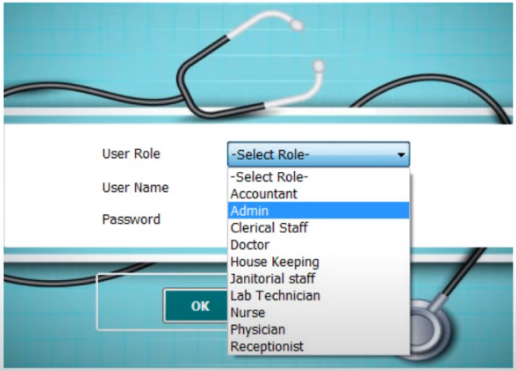 User Role
-Select Role-
-Select Role-
User Name
Accountant
Admin
Password
Clerical Staff
Doctor
House Keeping
Janitorial staff
Lab Technician
OK
Nurse
Physician
Receptionist